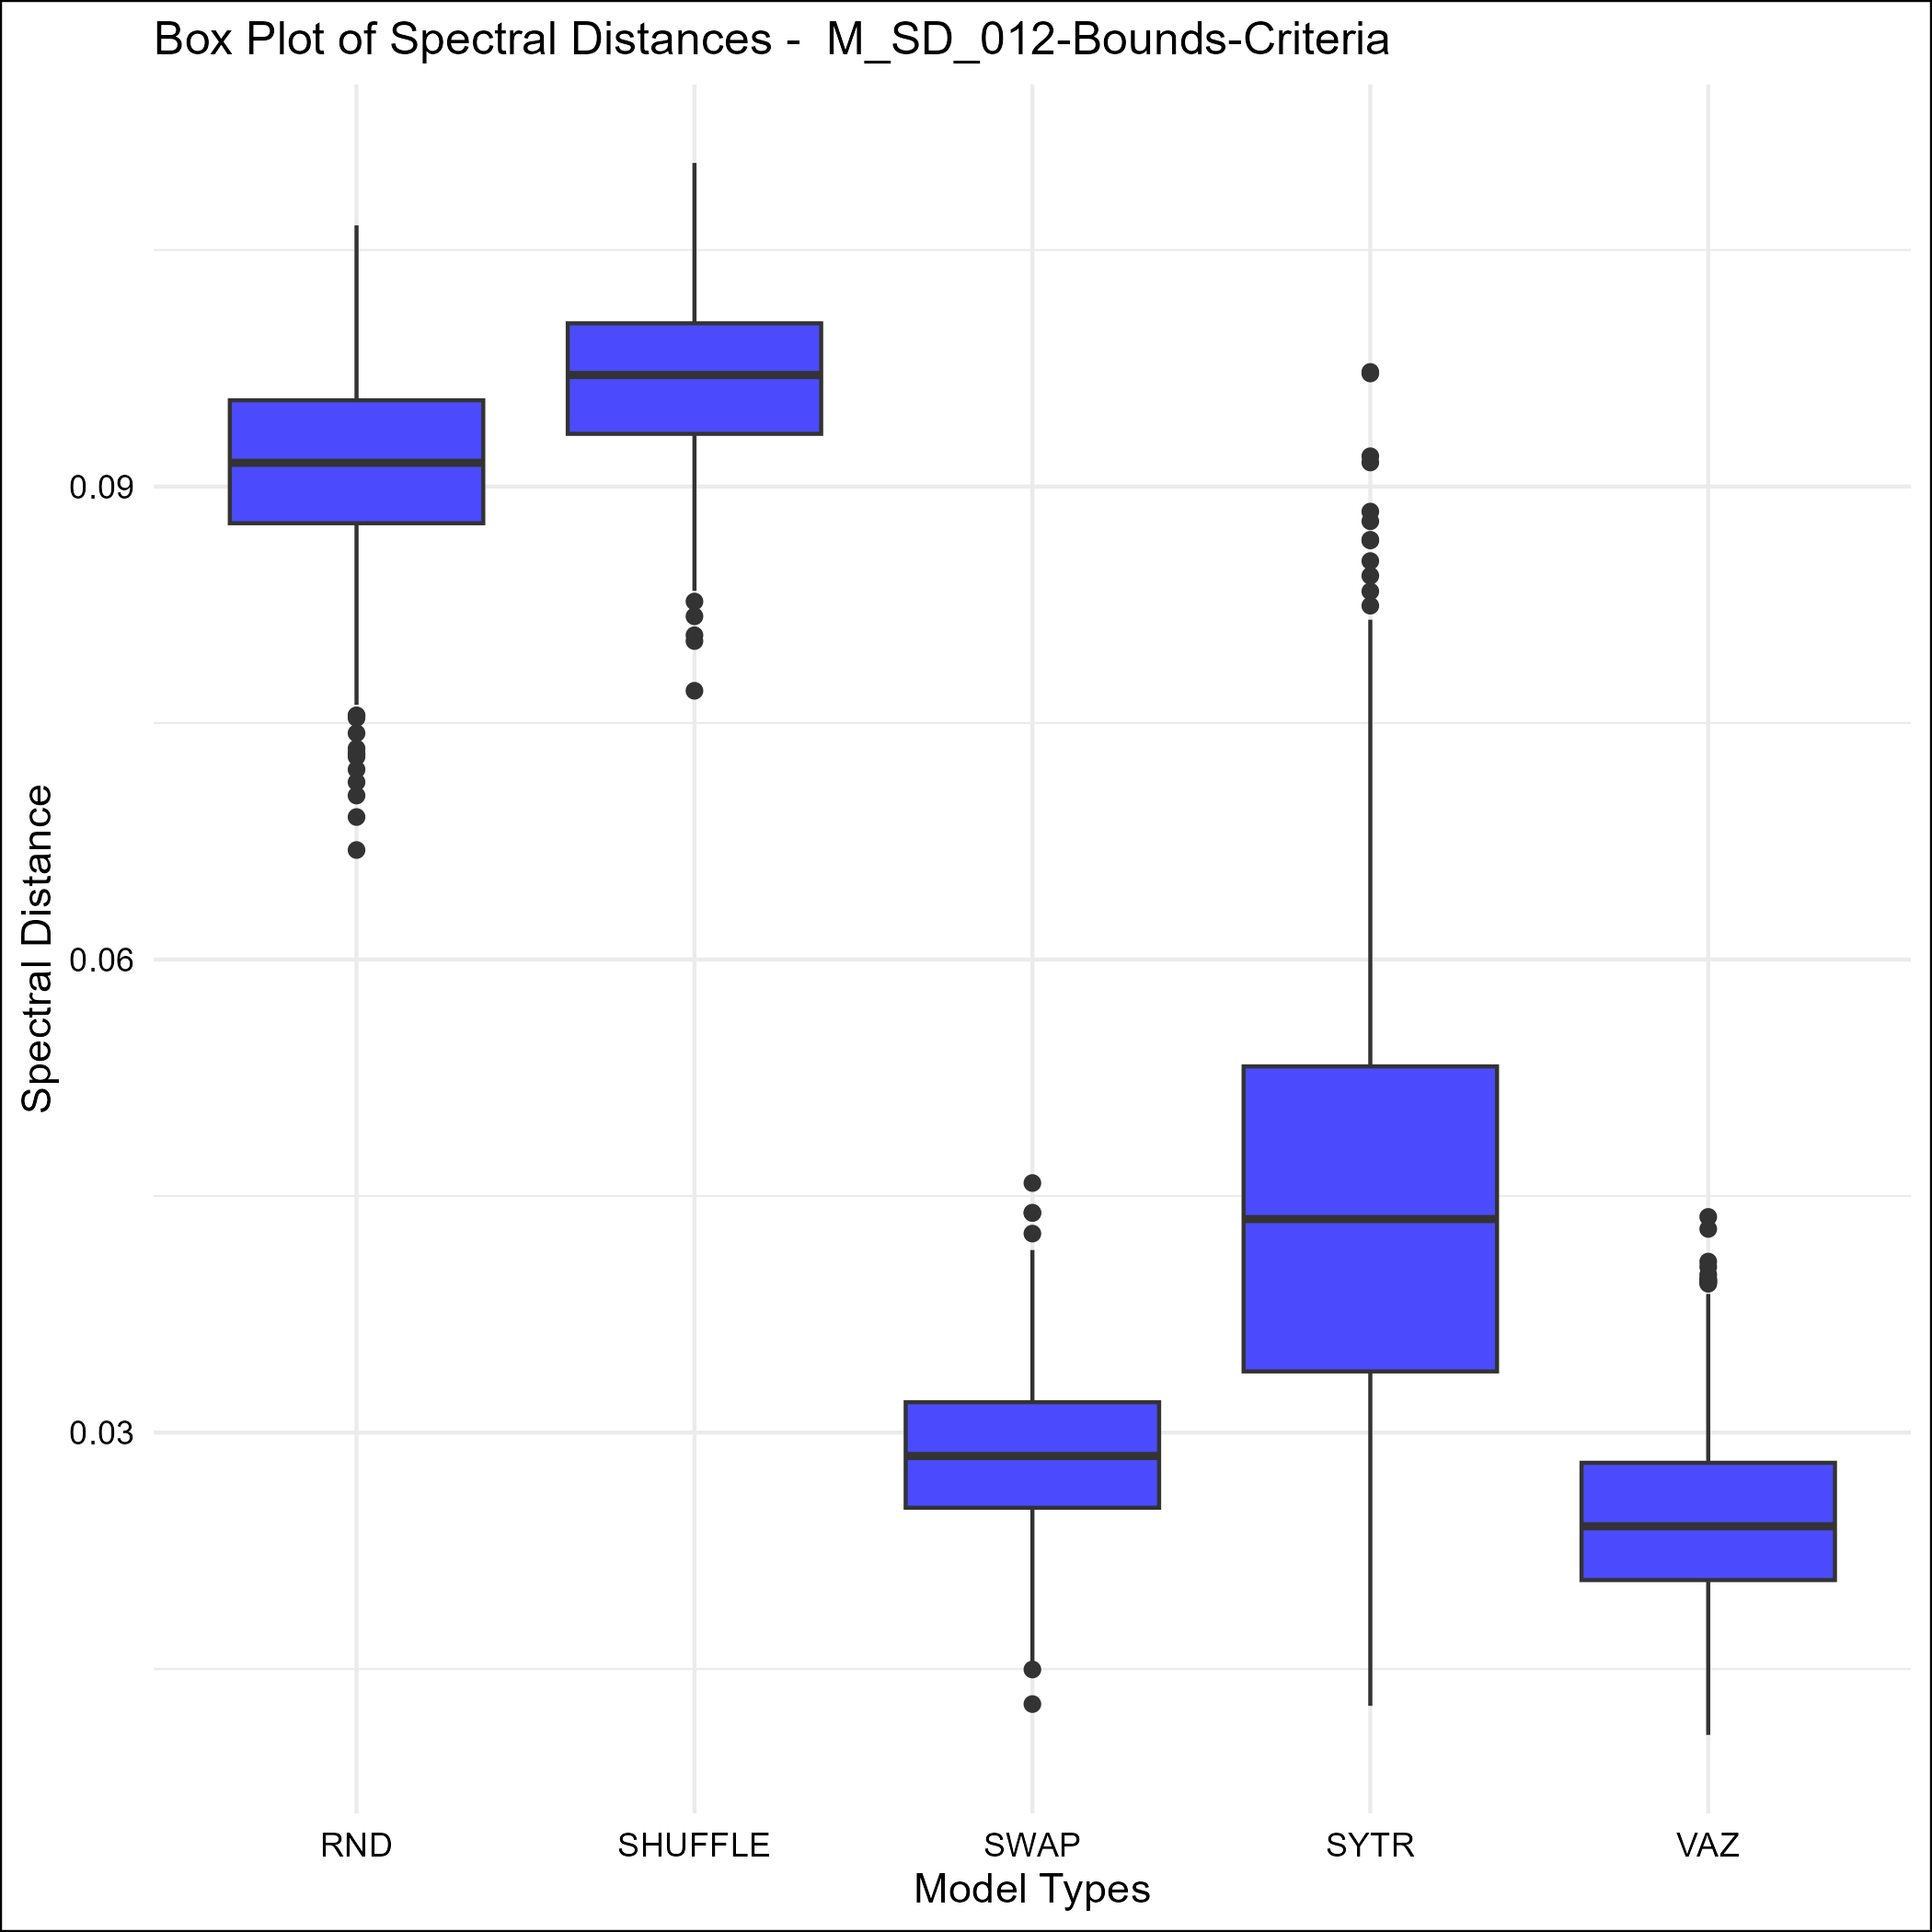 Box Plot of Spectral Distances -  M_SD_012-Bounds-Criteria
Spectral Distance
0.09
0.06
0.03
RND SHUFFLE SWAP SYTR VAZ
Model Types